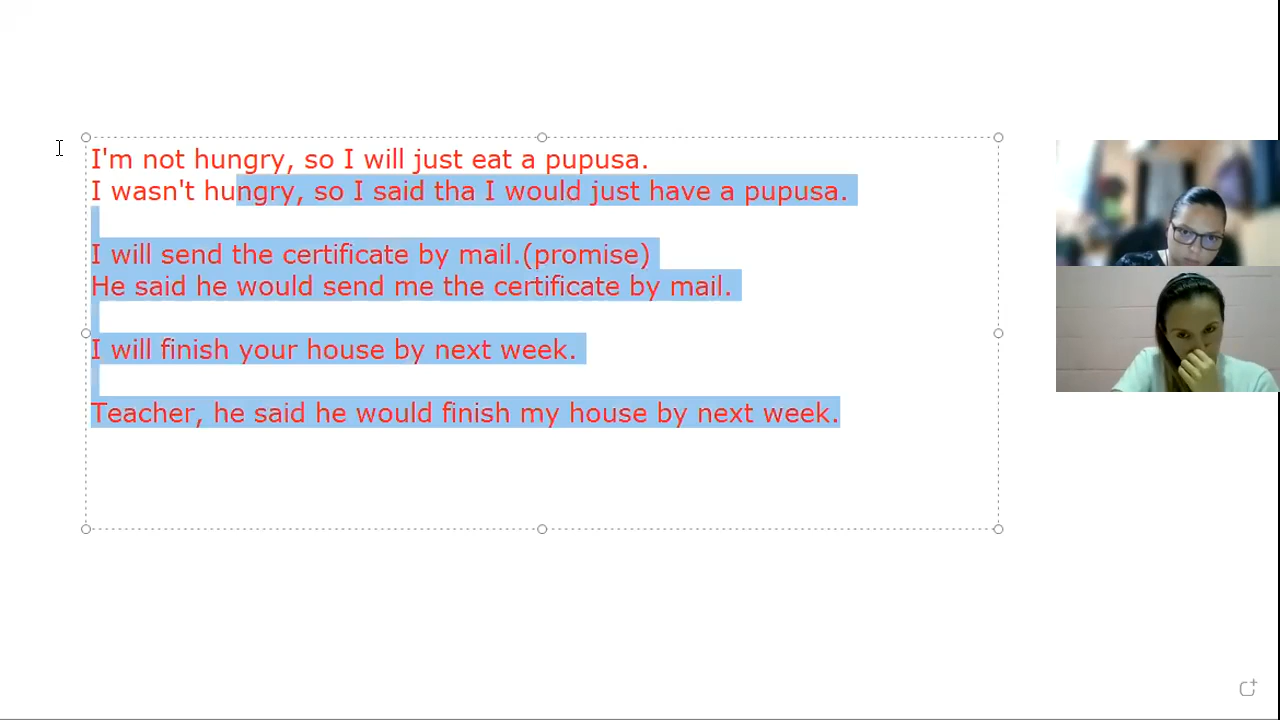 I'm not hungry, so I will just eat a pupusa.
I wasn't hungry, so I said tha I would just have a pupusa.
I will send the certificate by mail.(promise)
He said he would send me the certificate by mail.
I will finish your house by next week.
Teacher, he said he would finish my house by next week.